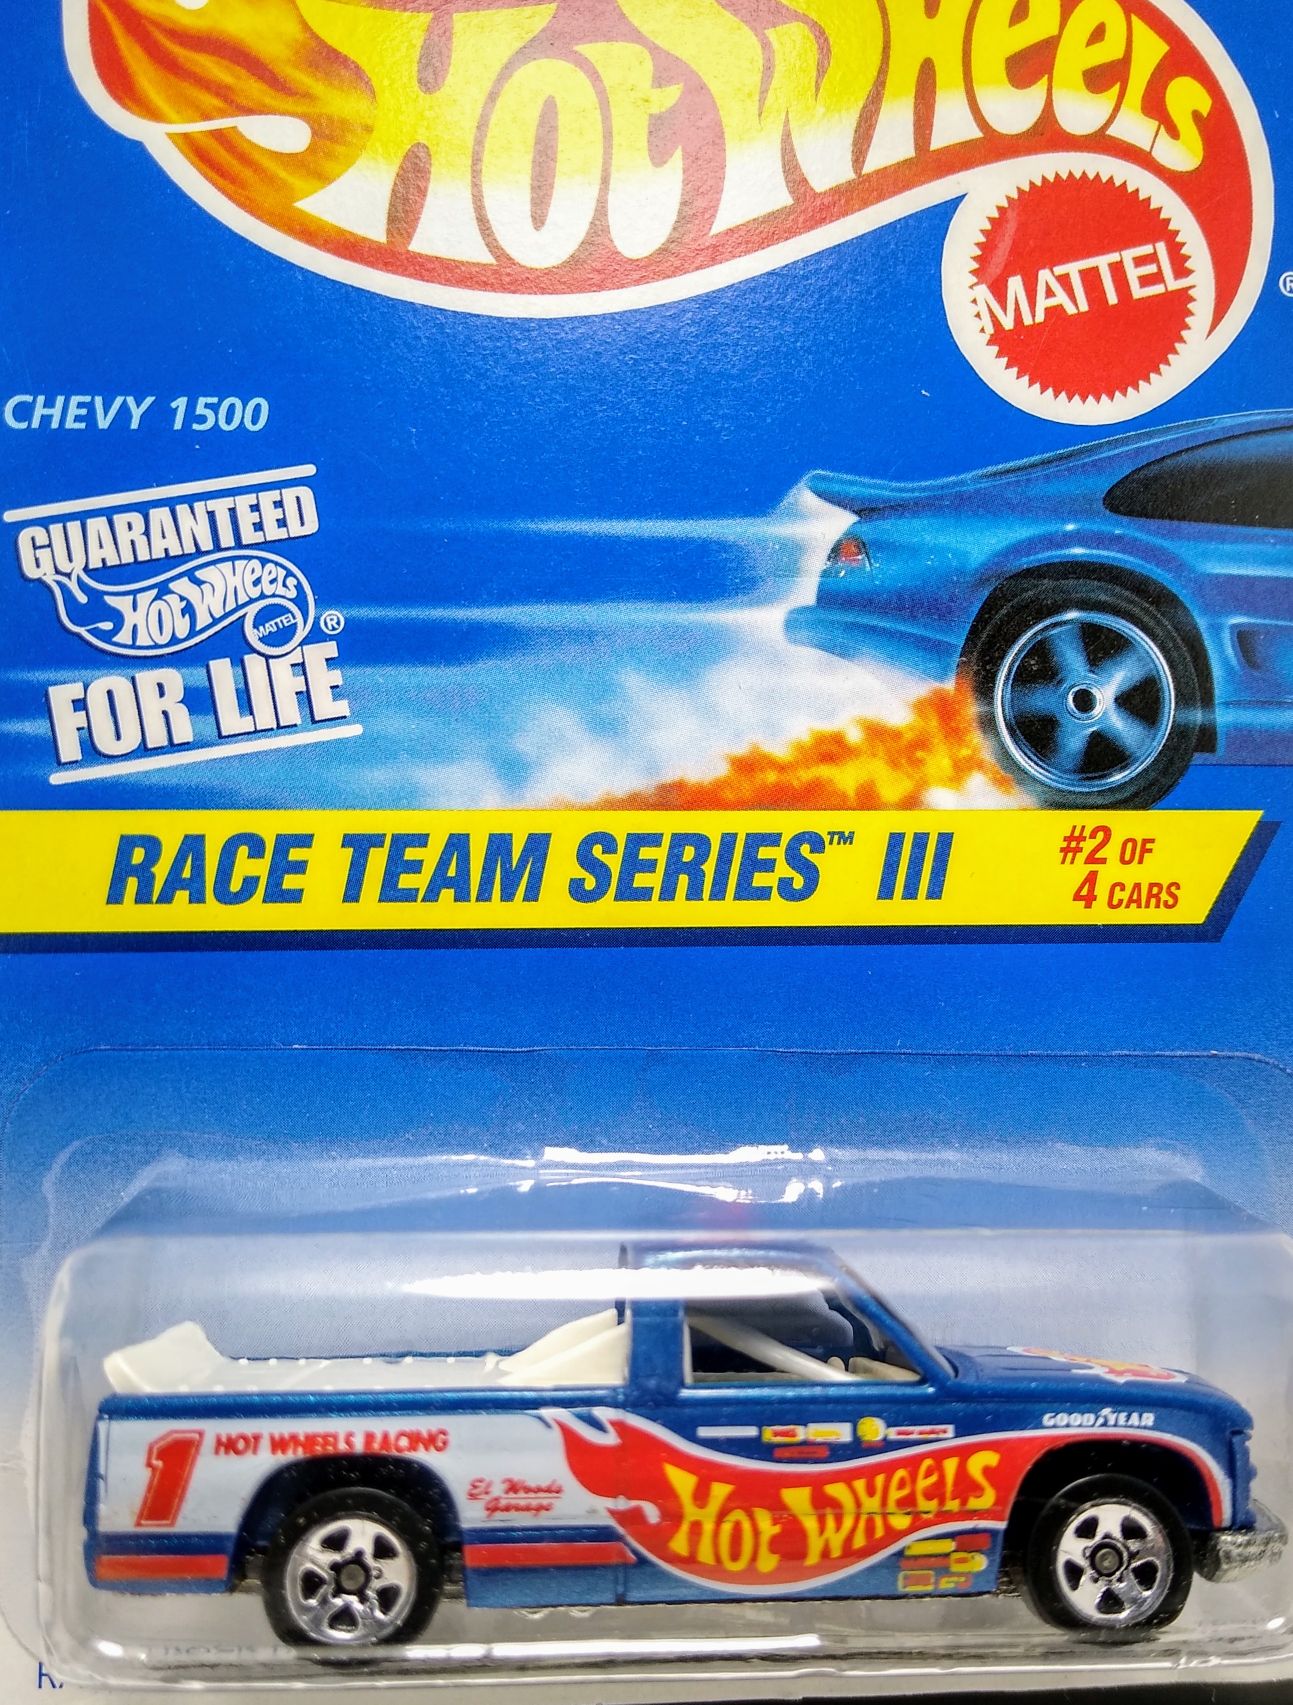 Hot Wheels
MATTEL
®
CHEVY 1500
GUARANTEED
Hot Wheels
MATTEL
®
FOR LIFE
RACE TEAM SERIES™ III
#2 OF
4 CARS
GOODYEAR
1 HOT WHEELS RACING
El Woods
Garage
Hot Wheels